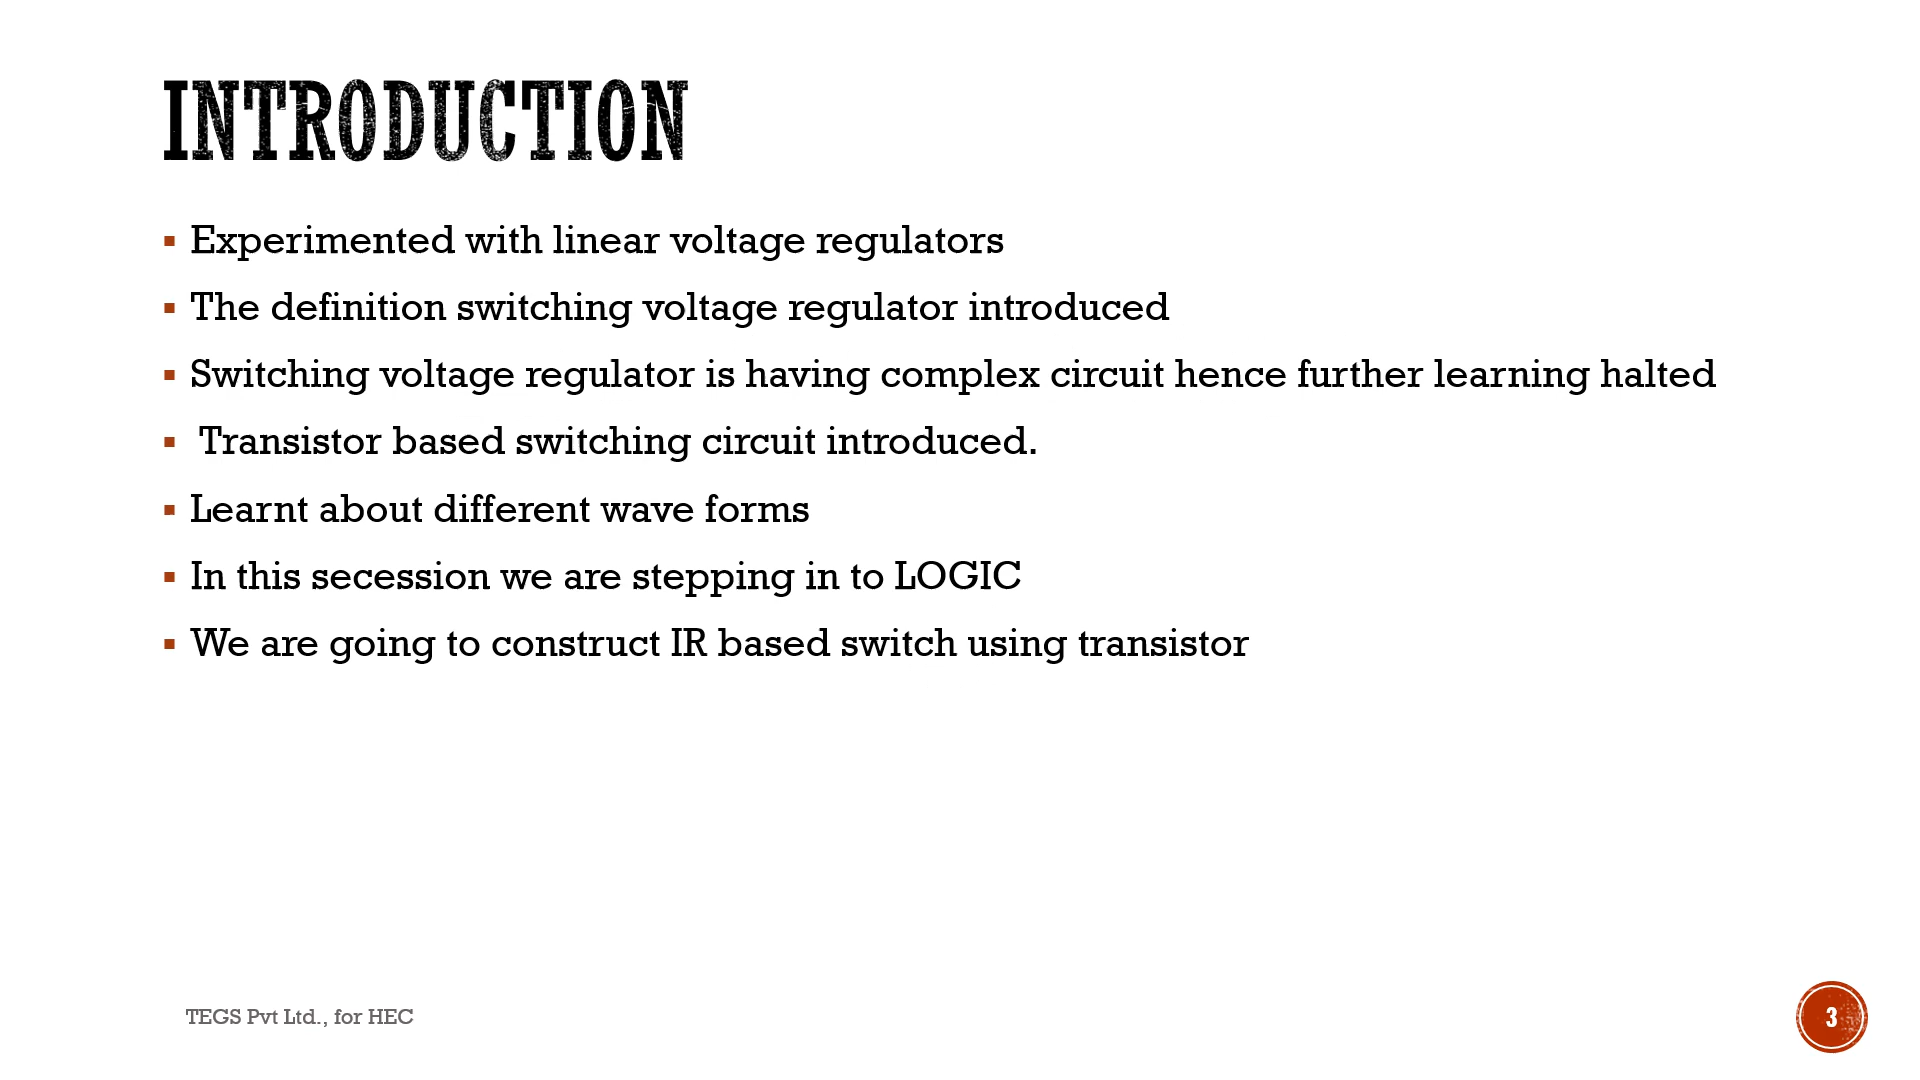 INTRODUCTION
▪ Experimented with linear voltage regulators
▪ The definition switching voltage regulator introduced
▪ Switching voltage regulator is having complex circuit hence further learning halted
▪ Transistor based switching circuit introduced.
▪ Learnt about different wave forms
▪ In this secession we are stepping in to LOGIC
▪ We are going to construct IR based switch using transistor
TEGS Pvt Ltd., for HEC
3